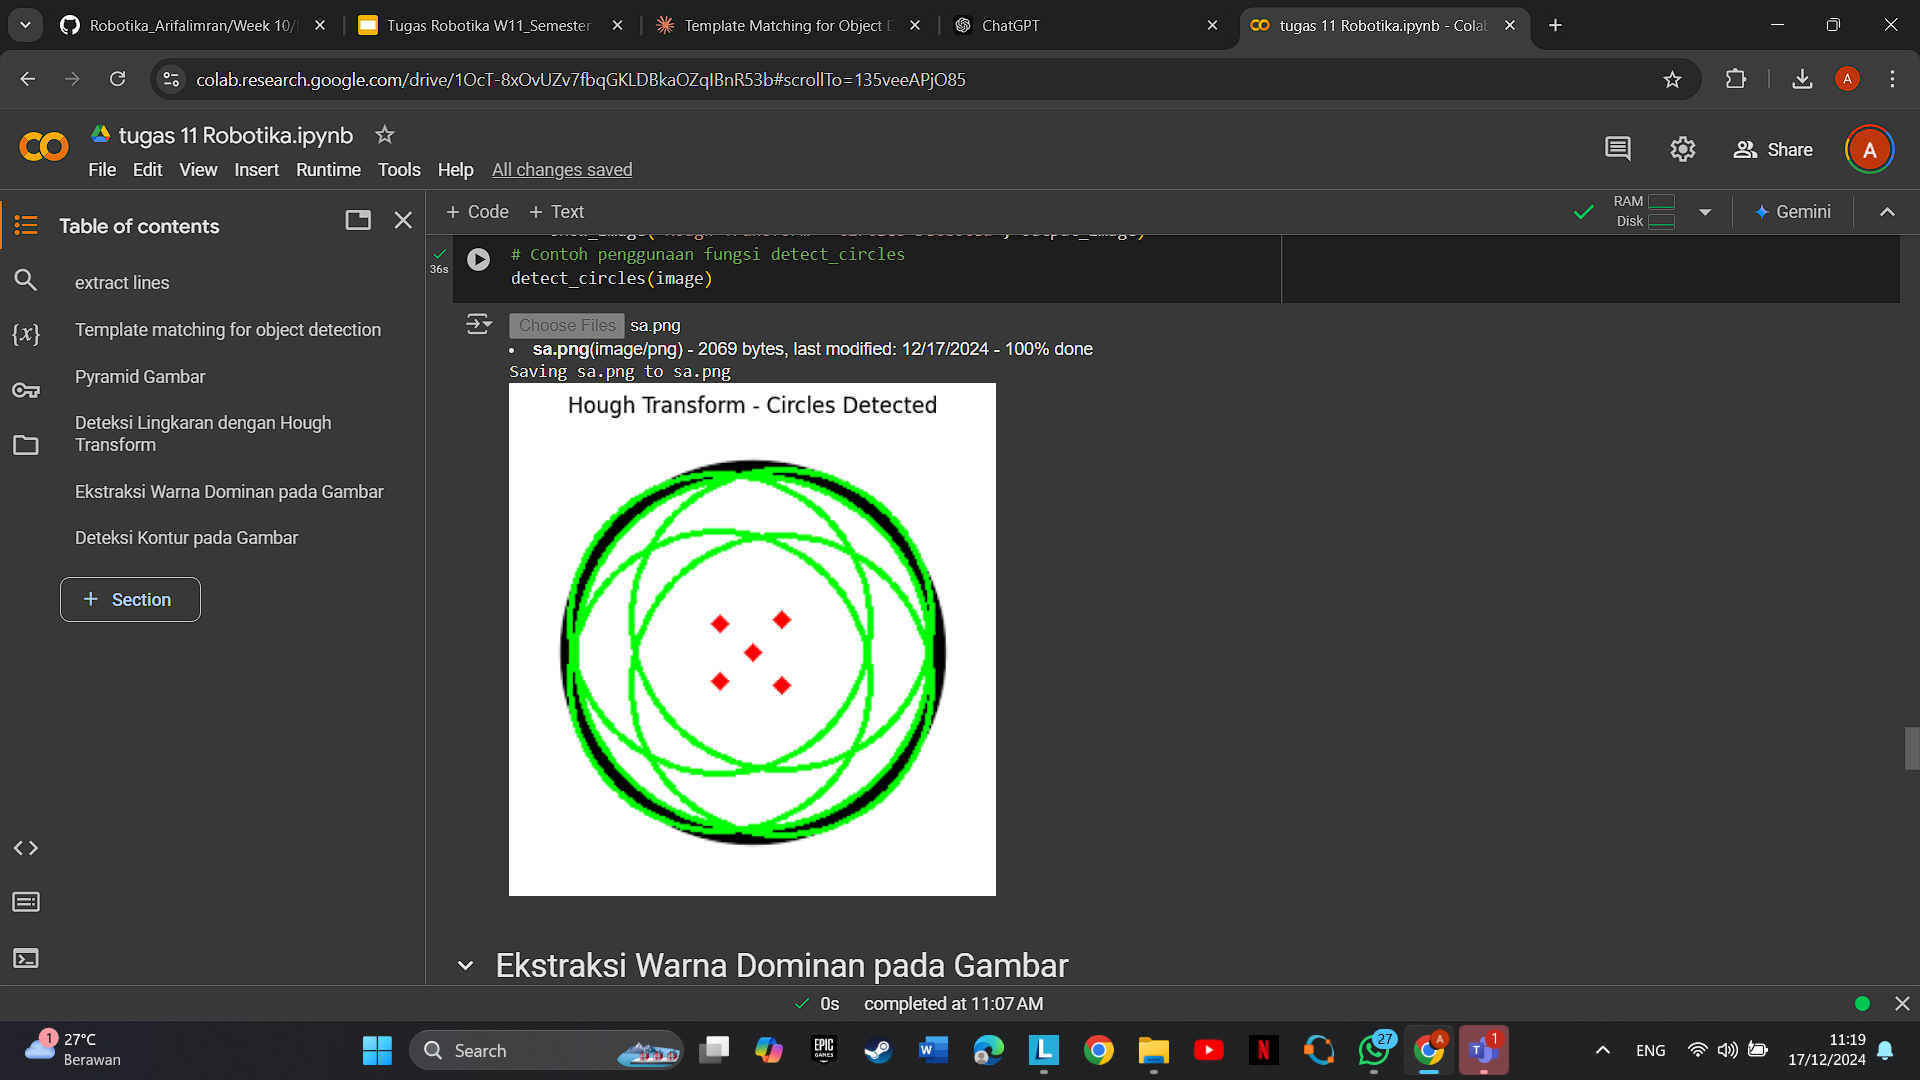 Robotika_Arifalimran/Week 10/
Tugas Robotika W11_Semester
Template Matching for Object D
ChatGPT
tugas 11 Robotika.ipynb - Colab
colab.research.google.com/drive/1OcT-8xOvUZv7fbqGKLDBkaOZqIBnR53b#scrollTo=135veeAPjO85
A
tugas 11 Robotika.ipynb
Share
A
File Edit View Insert Runtime Tools Help All changes saved
Table of contents
+ Code + Text
RAM
Disk
Gemini
extract lines
Template matching for object detection
Pyramid Gambar
Deteksi Lingkaran dengan Hough
Transform
Ekstraksi Warna Dominan pada Gambar
Deteksi Kontur pada Gambar
+ Section
{x}
36s
# Contoh penggunaan fungsi detect_circles
detect_circles(image)
Choose Files sa.png
• sa.png(image/png) - 2069 bytes, last modified: 12/17/2024 - 100% done
Saving sa.png to sa.png
Hough Transform - Circles Detected
Ekstraksi Warna Dominan pada Gambar
0s completed at 11:07 AM
1
27°C
Berawan
Search
EPIC
GAMES
W
L
N
27
A
T
1
ENG
11:19
17/12/2024